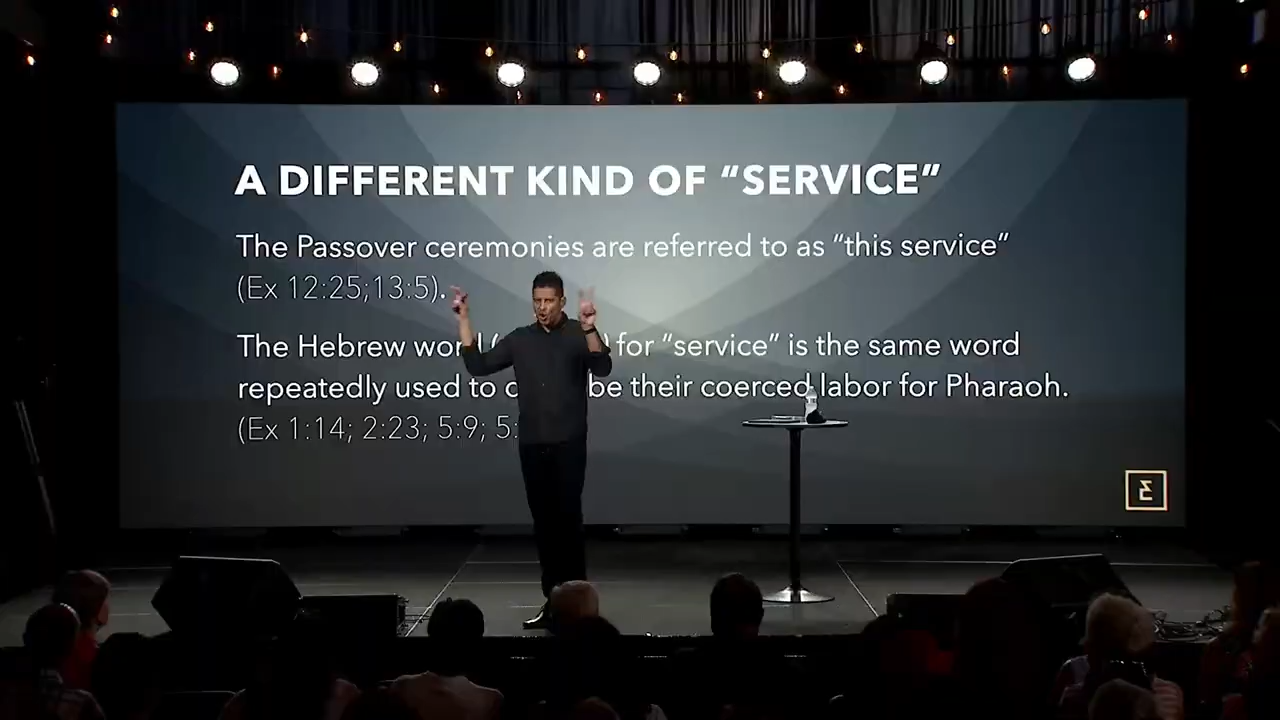 A DIFFERENT KIND OF “SERVICE”
The Passover ceremonies are referred to as “this service”
(Ex 12:25;13:5).
The Hebrew for “service” is the same word
repeatedly used to their coerced labor for Pharaoh.
(Ex 1:14; 2:23; 5:9;